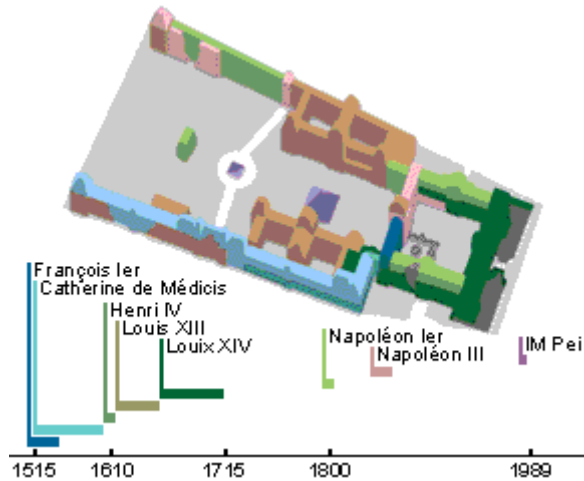 François Ier
Catherine de Médicis
Henri IV
Louis XIII
Louix XIV
Napoléon Ier
Napoléon III
IM Pei
1515 1610 1715 1800 1989